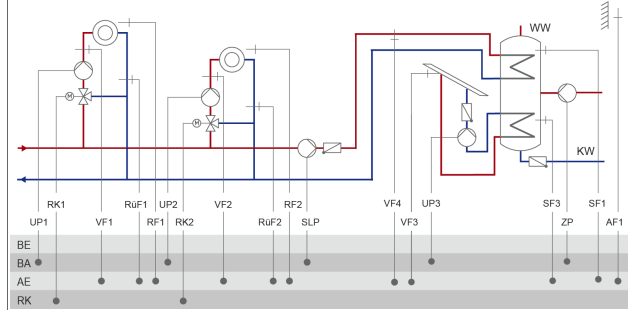 WW
M
M
KW
RK1 RüF1 UP2 VF2 RF2 VF4 UP3 SF3 SF1
UP1 VF1 RF1 RK2 RüF2 SLP VF3 ZP AF1
BE
BA
AE
RK